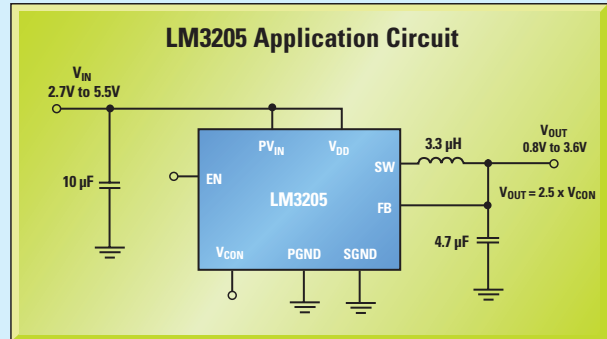 LM3205 Application Circuit
VIN
2.7V to 5.5V
10 µF
EN
PVIN
VDD
SW
LM3205
FB
VCON
PGND
SGND
3.3 µH
VOUT
0.8V to 3.6V
VOUT = 2.5 x VCON
4.7 µF